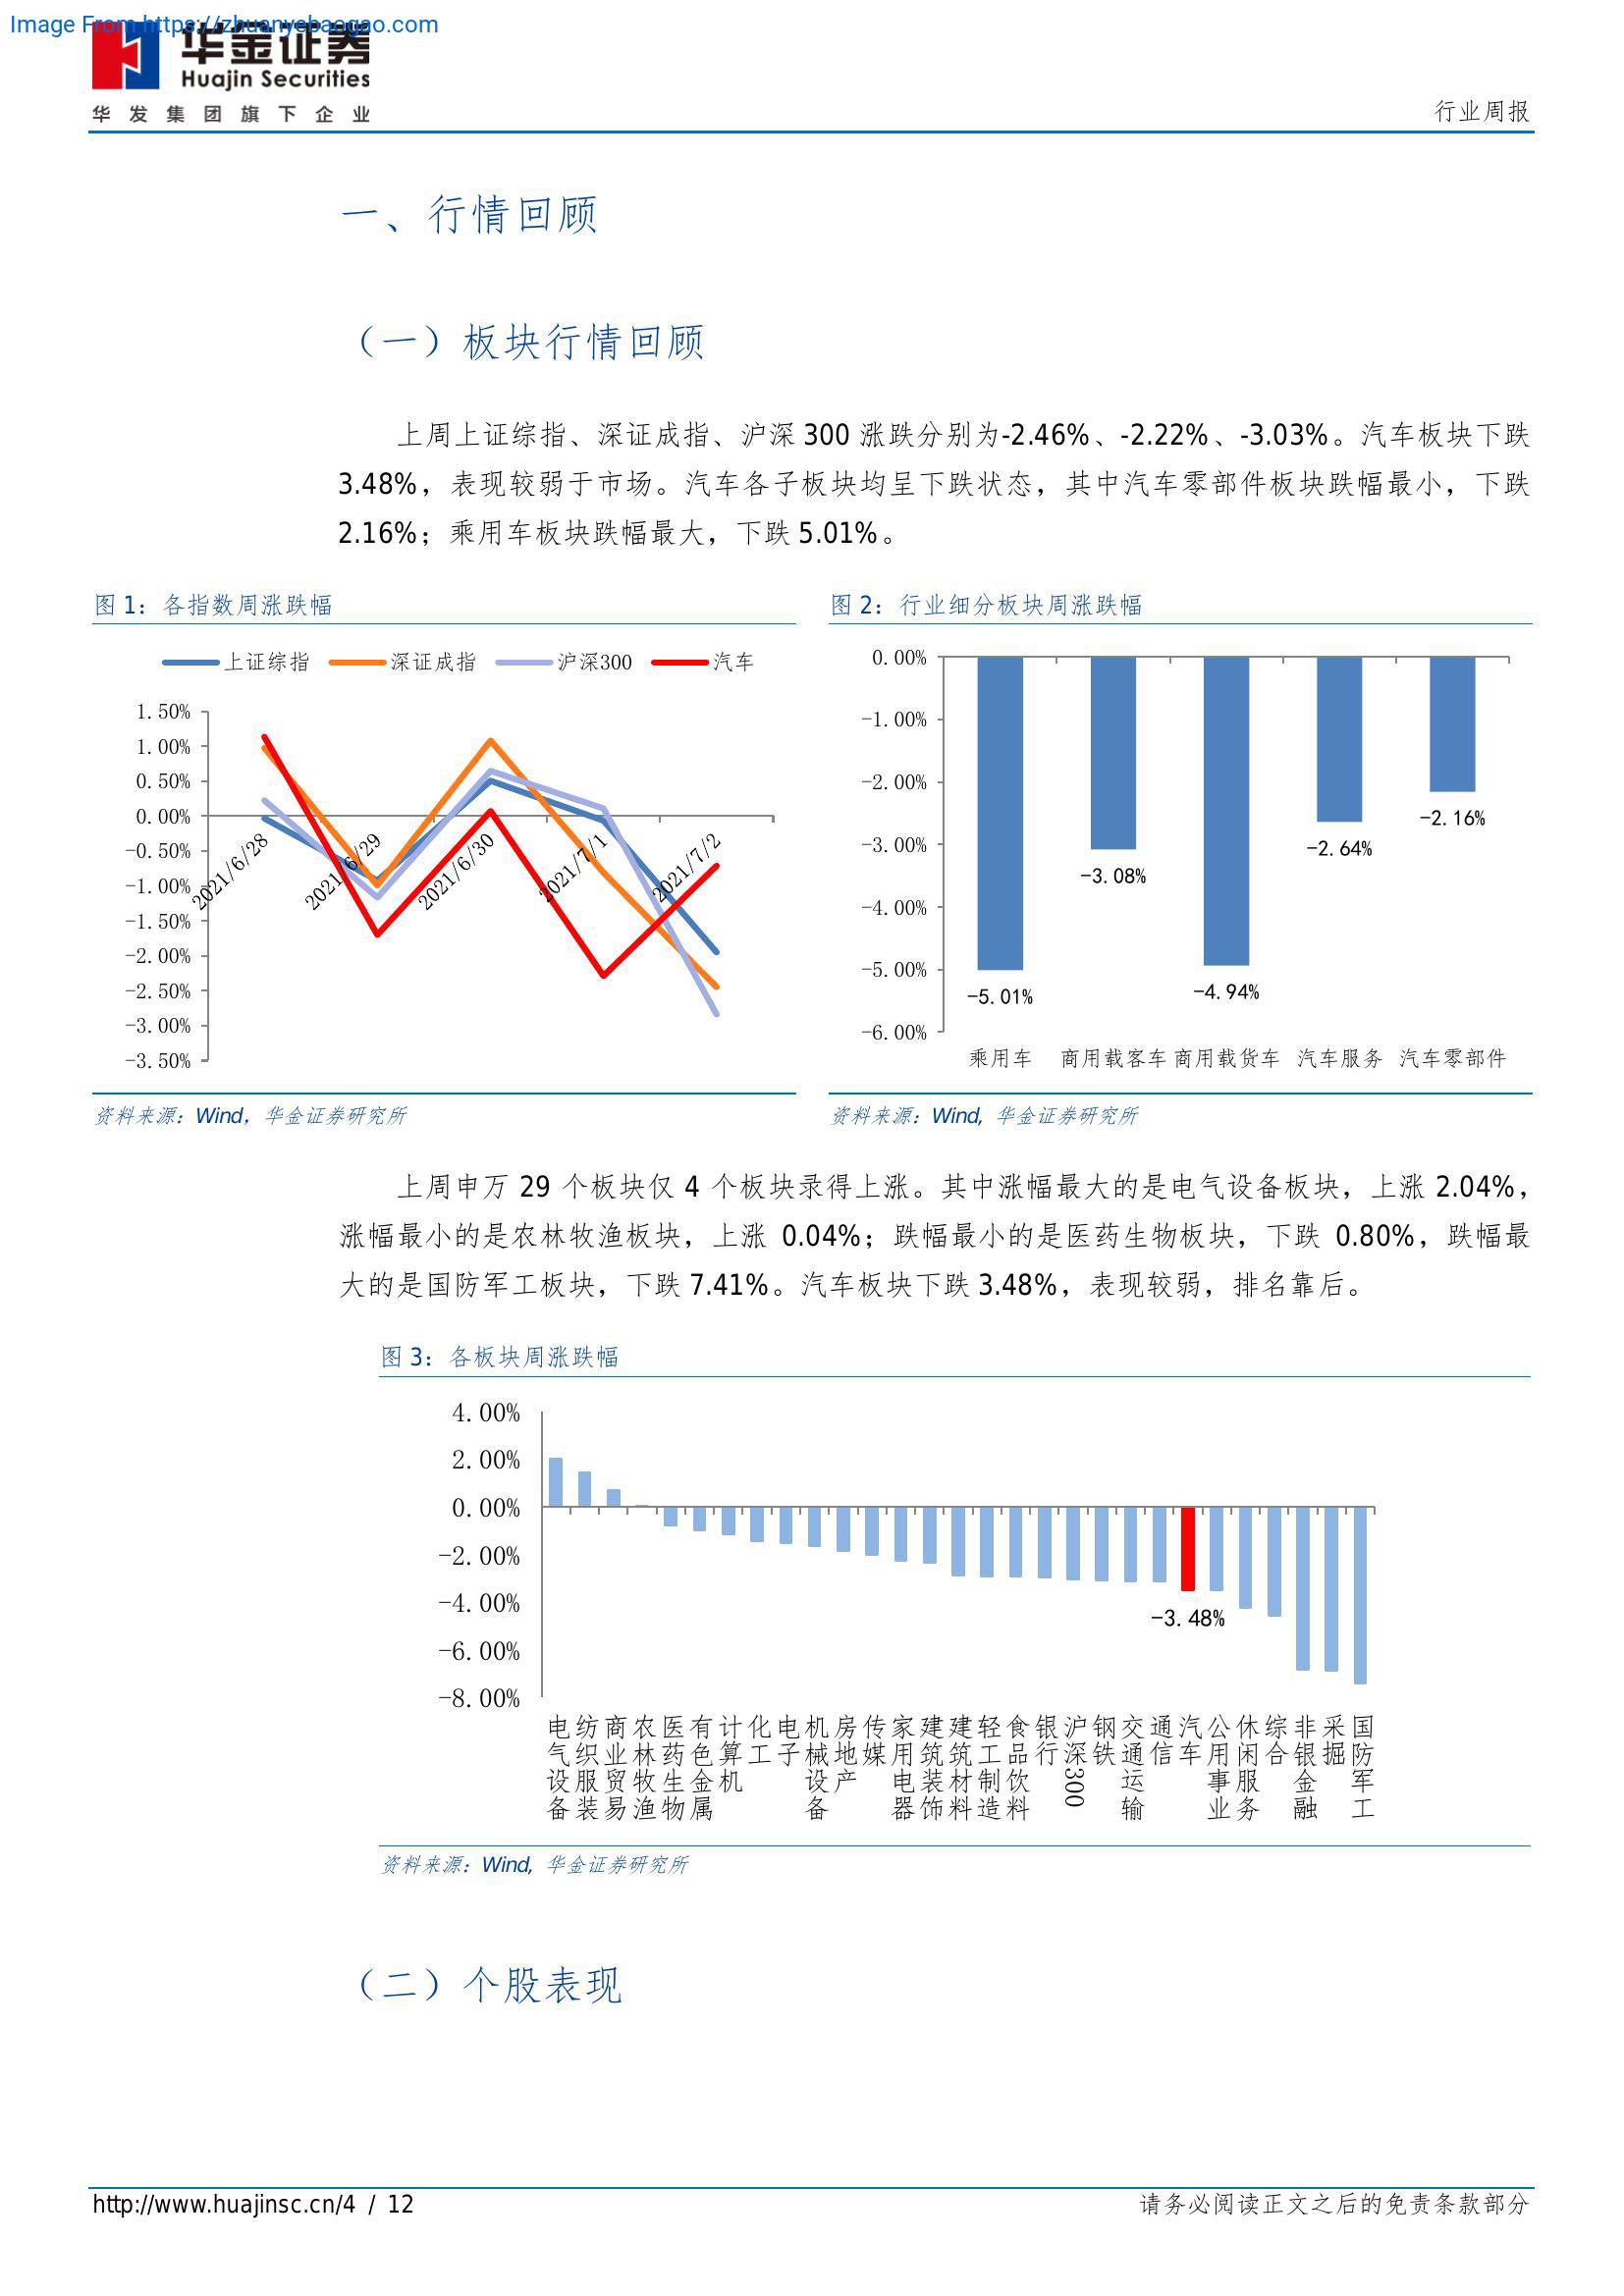 Image From https://zhuanyebaogao.com
华金证券
Huajin Securities
华发集团旗下企业
行业周报
一、行情回顾
（一）板块行情回顾
上周上证综指、深证成指、沪深 300 涨跌分别为-2.46%、-2.22%、-3.03%。汽车板块下跌
3.48%，表现较弱于市场。汽车各子板块均呈下跌状态，其中汽车零部件板块跌幅最小，下跌
2.16%；乘用车板块跌幅最大，下跌 5.01%。
图 1：各指数周涨跌幅
上证综指 深证成指 沪深300 汽车
1.50%
1.00%
0.50%
0.00%
-0.50%
-1.00%
-1.50%
-2.00%
-2.50%
-3.00%
-3.50%
2021/6/28
2021/6/29
2021/6/30
2021/7/1
2021/7/2
资料来源：Wind，华金证券研究所
图 2：行业细分板块周涨跌幅
0.00%
-1.00%
-2.00%
-3.00%
-4.00%
-5.00%
-6.00%
-5.01%
-3.08%
-4.94%
-2.64%
-2.16%
乘用车 商用载客车 商用载货车 汽车服务 汽车零部件
资料来源：Wind, 华金证券研究所
上周申万 29 个板块仅 4 个板块录得上涨。其中涨幅最大的是电气设备板块，上涨 2.04%，
涨幅最小的是农林牧渔板块，上涨 0.04%；跌幅最小的是医药生物板块，下跌 0.80%，跌幅最
大的是国防军工板块，下跌 7.41%。汽车板块下跌 3.48%，表现较弱，排名靠后。
图 3：各板块周涨跌幅
4.00%
2.00%
0.00%
-2.00%
-4.00%
-6.00%
-8.00%
-3.48%
电气设备
纺织服装
商业贸易
农林牧渔
医药生物
有色金属
计算机
化工
电子
机械设备
房地产
传媒
家用电器
建筑装饰
建筑材料
轻工制造
食品饮料
银行
沪深300
钢铁
交通运输
通信
汽车
公用事业
休闲服务
综合
非银金融
采掘
国防军工
资料来源：Wind, 华金证券研究所
（二）个股表现
http://www.huajinsc.cn/4 / 12
请务必阅读正文之后的免责条款部分